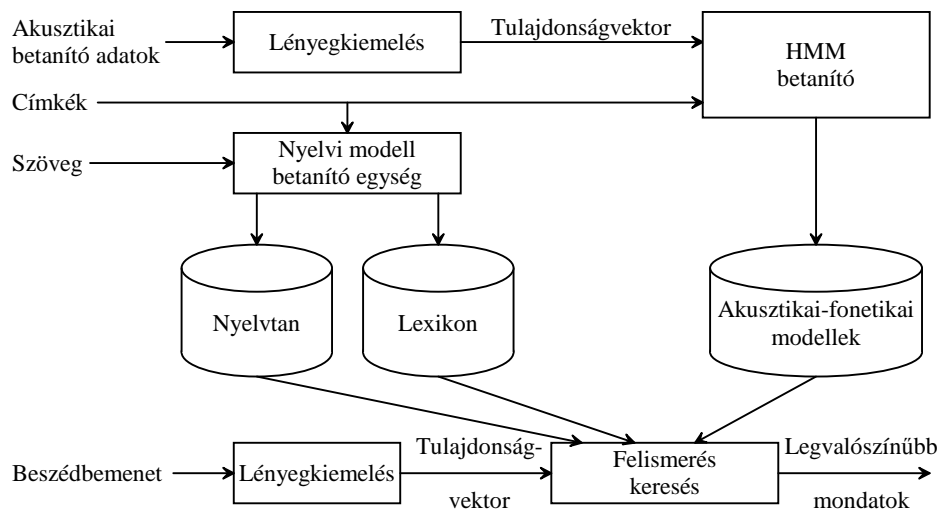 Akusztikai
betanító adatok
Lényegkiemelés
Tulajdonságvektor
HMM
betanító
Címkék
Szöveg
Nyelvi modell
betanító egység
Nyelvtan
Lexikon
Akusztikai-fonetikai
modellek
Beszédbemenet
Lényegkiemelés
Tulajdonság-
vektor
Felismerés
keresés
Legvalószínűbb
mondatok